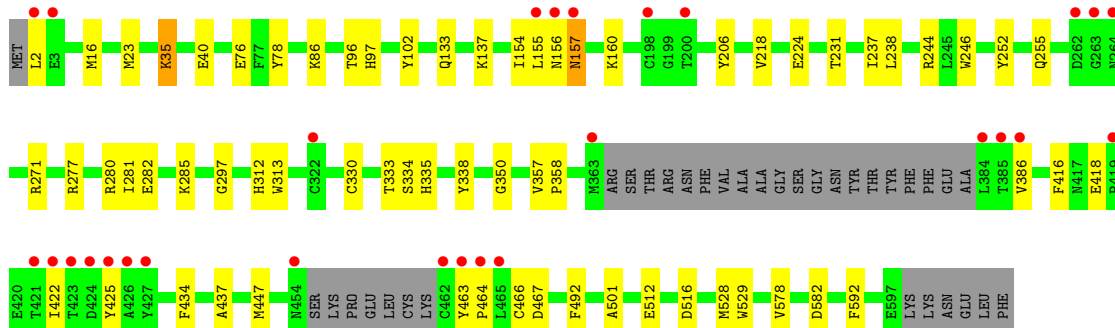 MET L2 E3 M16 M23 K35 E40 E76 F77 Y78 K86 T96 H97 Y102 Q133 K137 I154 L155 N156 N157 K160 C198 G199 T200 Y206 V218 E224 T231 I237 L238 R244 L245 W246 Y252 Q255 D262 G263 N264
R271 R277 R280 I281 E282 K285 G297 H312 W313 C322 C330 T333 S334 H335 Y338 G350 V357 P358 M363 ARG SER THR ARG ASN PHE VAL ALA ALA GLY SER GLY ASN TYR THR TYR PHE PHE GLU ALA L384 T385 V386 F416 N417 E418 R419
E420 T421 I422 T423 D424 Y425 A426 Y427 F434 A437 M447 N454 SER LYS PRO GLU LEU CYS LYS C462 Y463 P464 L465 C466 D467 F492 A501 E512 D516 M528 W529 V578 D582 F592 E597 LYS LYS ASN GLU LEU PHE